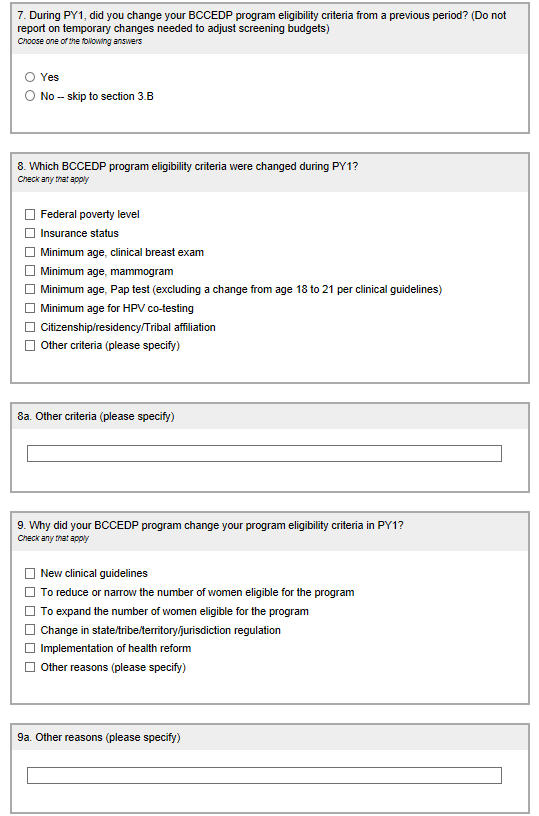 7. During PY1, did you change your BCCEDP program eligibility criteria from a previous period? (Do not
report on temporary changes needed to adjust screening budgets)
Choose one of the following answers
Yes
No -- skip to section 3.B
8. Which BCCEDP program eligibility criteria were changed during PY1?
Check any that apply
Federal poverty level
Insurance status
Minimum age, clinical breast exam
Minimum age, mammogram
Minimum age, Pap test (excluding a change from age 18 to 21 per clinical guidelines)
Minimum age for HPV co-testing
Citizenship/residency/Tribal affiliation
Other criteria (please specify)
8a. Other criteria (please specify)
9. Why did your BCCEDP program change your program eligibility criteria in PY1?
Check any that apply
New clinical guidelines
To reduce or narrow the number of women eligible for the program
To expand the number of women eligible for the program
Change in state/tribe/territory/jurisdiction regulation
Implementation of health reform
Other reasons (please specify)
9a. Other reasons (please specify)